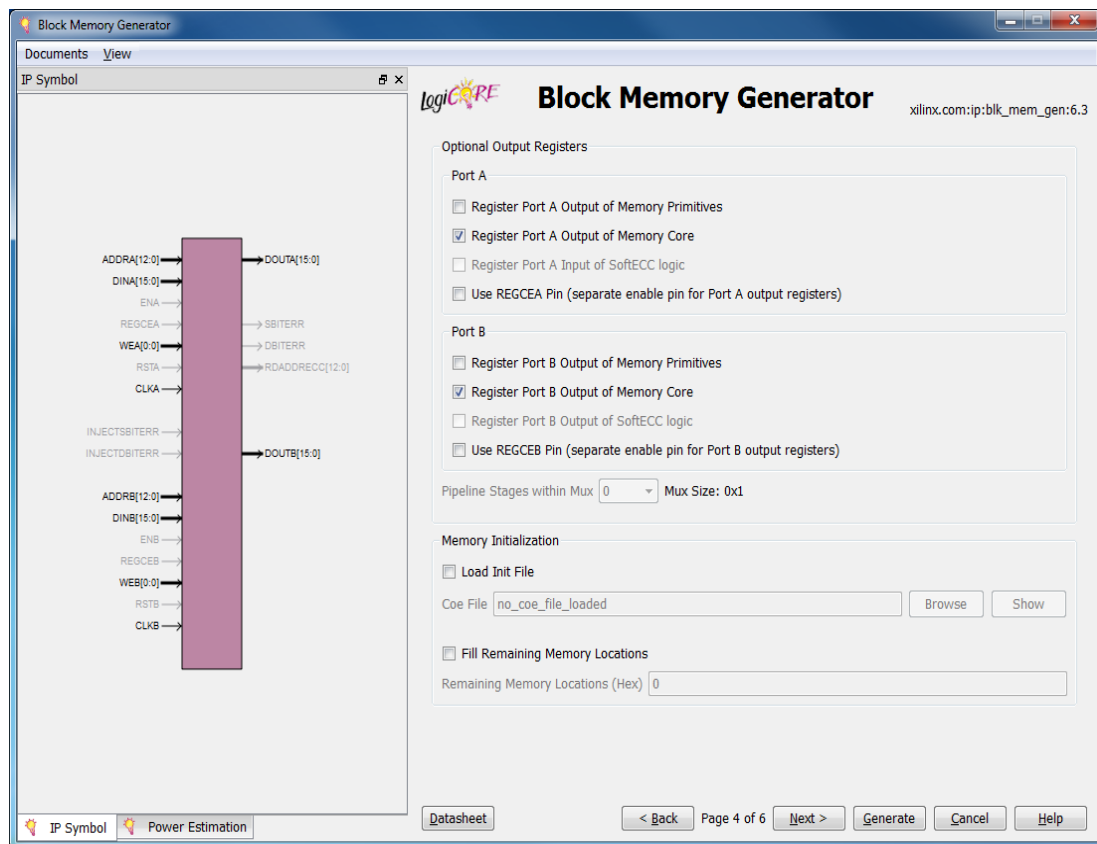 Block Memory Generator
Documents View
IP Symbol
LogiCORE
Block Memory Generator
xilinx.com:ip:blk_mem_gen:6.3
ADDRA[12:0]
DOUTA[15:0]
DINA[15:0]
ENA
REGCEA
SBITERR
WEA[0:0]
DBITERR
RSTA
RDADDRECC[12:0]
CLKA
INJECTSBITERR
INJECTDBITERR
DOUTB[15:0]
ADDRB[12:0]
DINB[15:0]
ENB
REGCEB
WEB[0:0]
RSTB
CLKB
IP Symbol
Power Estimation
Optional Output Registers
Port A
Register Port A Output of Memory Primitives
Register Port A Output of Memory Core
Register Port A Input of SoftECC logic
Use REGCEA Pin (separate enable pin for Port A output registers)
Port B
Register Port B Output of Memory Primitives
Register Port B Output of Memory Core
Register Port B Output of SoftECC logic
Use REGCEB Pin (separate enable pin for Port B output registers)
Pipeline Stages within Mux 0 Mux Size: 0x1
Memory Initialization
Load Init File
Coe File no_coe_file_loaded Browse Show
Fill Remaining Memory Locations
Remaining Memory Locations (Hex) 0
Datasheet < Back Page 4 of 6 Next > Generate Cancel Help